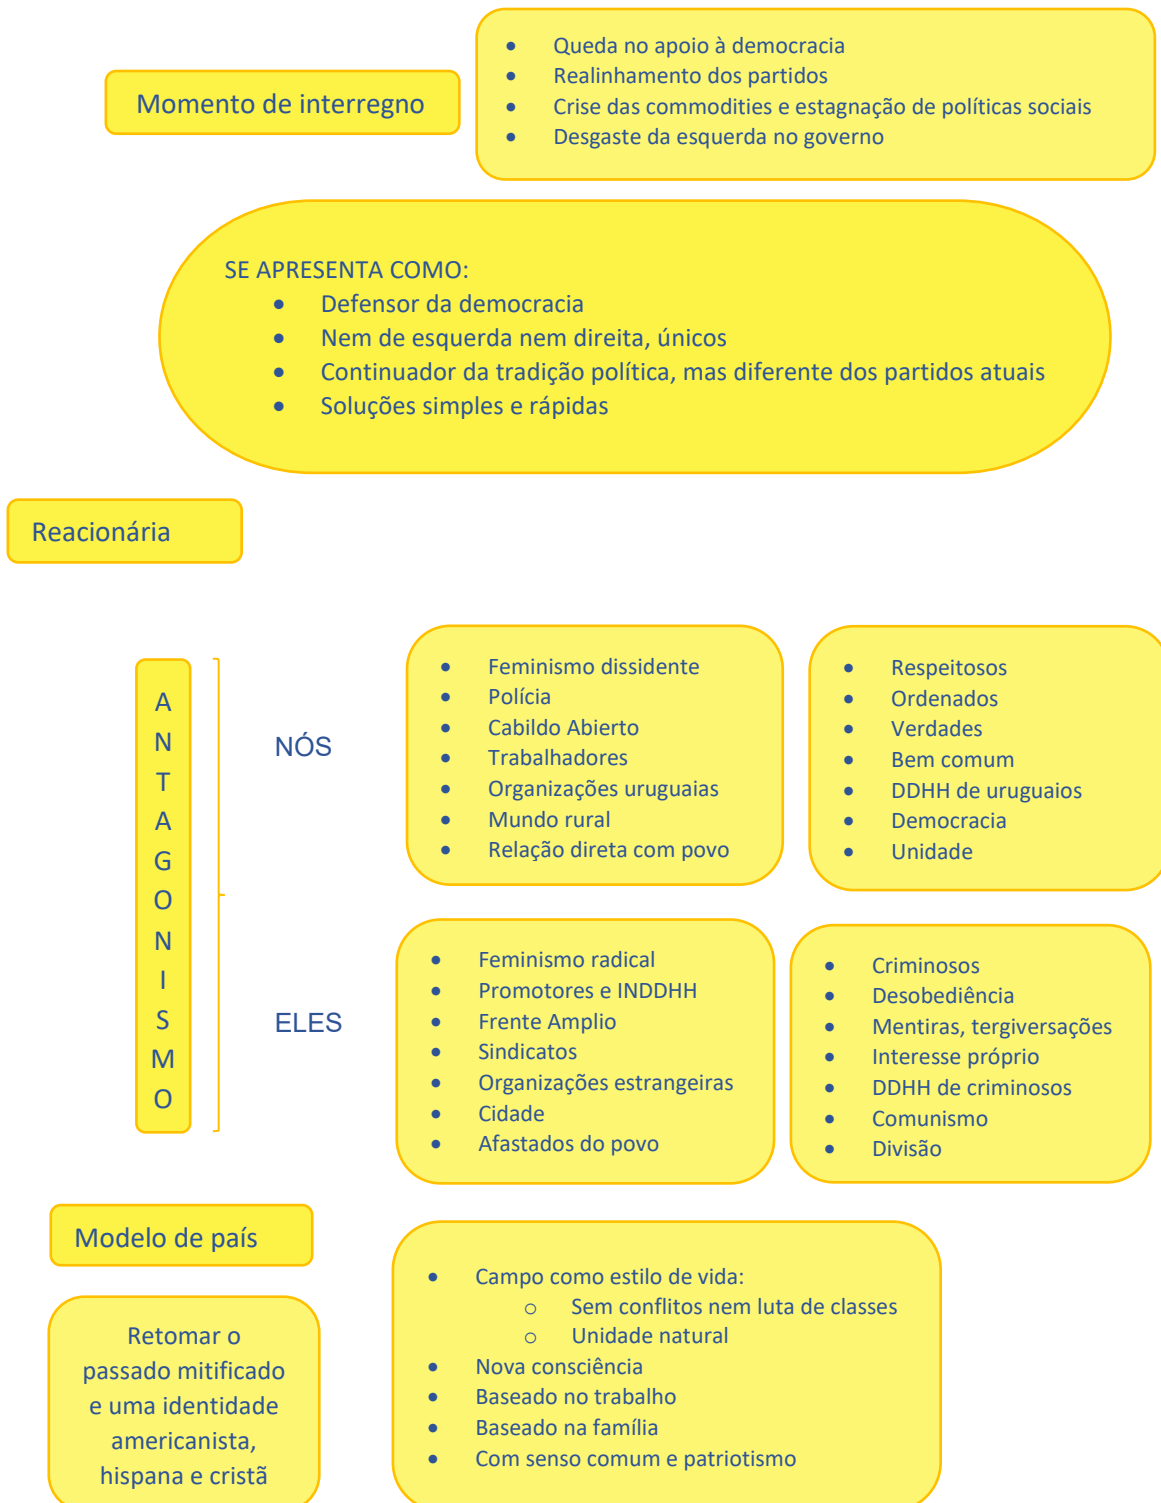 Momento de interregno
• Queda no apoio à democracia
• Realinhamento dos partidos
• Crise das commodities e estagnação de políticas sociais
• Desgaste da esquerda no governo
SE APRESENTA COMO:
• Defensor da democracia
• Nem de esquerda nem direita, únicos
• Continuador da tradição política, mas diferente dos partidos atuais
• Soluções simples e rápidas
Reacionária
A
N
T
A
G
O
N
I
S
M
O
NÓS
• Feminismo dissidente
• Polícia
• Cabildo Abierto
• Trabalhadores
• Organizações uruguaias
• Mundo rural
• Relação direta com povo
• Respeitosos
• Ordenados
• Verdades
• Bem comum
• DDHH de uruguaios
• Democracia
• Unidade
ELES
• Feminismo radical
• Promotores e INDDHH
• Frente Amplio
• Sindicatos
• Organizações estrangeiras
• Cidade
• Afastados do povo
• Criminosos
• Desobediência
• Mentiras, tergiversações
• Interesse próprio
• DDHH de criminosos
• Comunismo
• Divisão
Modelo de país
Retomar o
passado mitificado
e uma identidade
americanista,
hispana e cristã
• Campo como estilo de vida:
o Sem conflitos nem luta de classes
o Unidade natural
• Nova consciência
• Baseado no trabalho
• Baseado na família
• Com senso comum e patriotismo